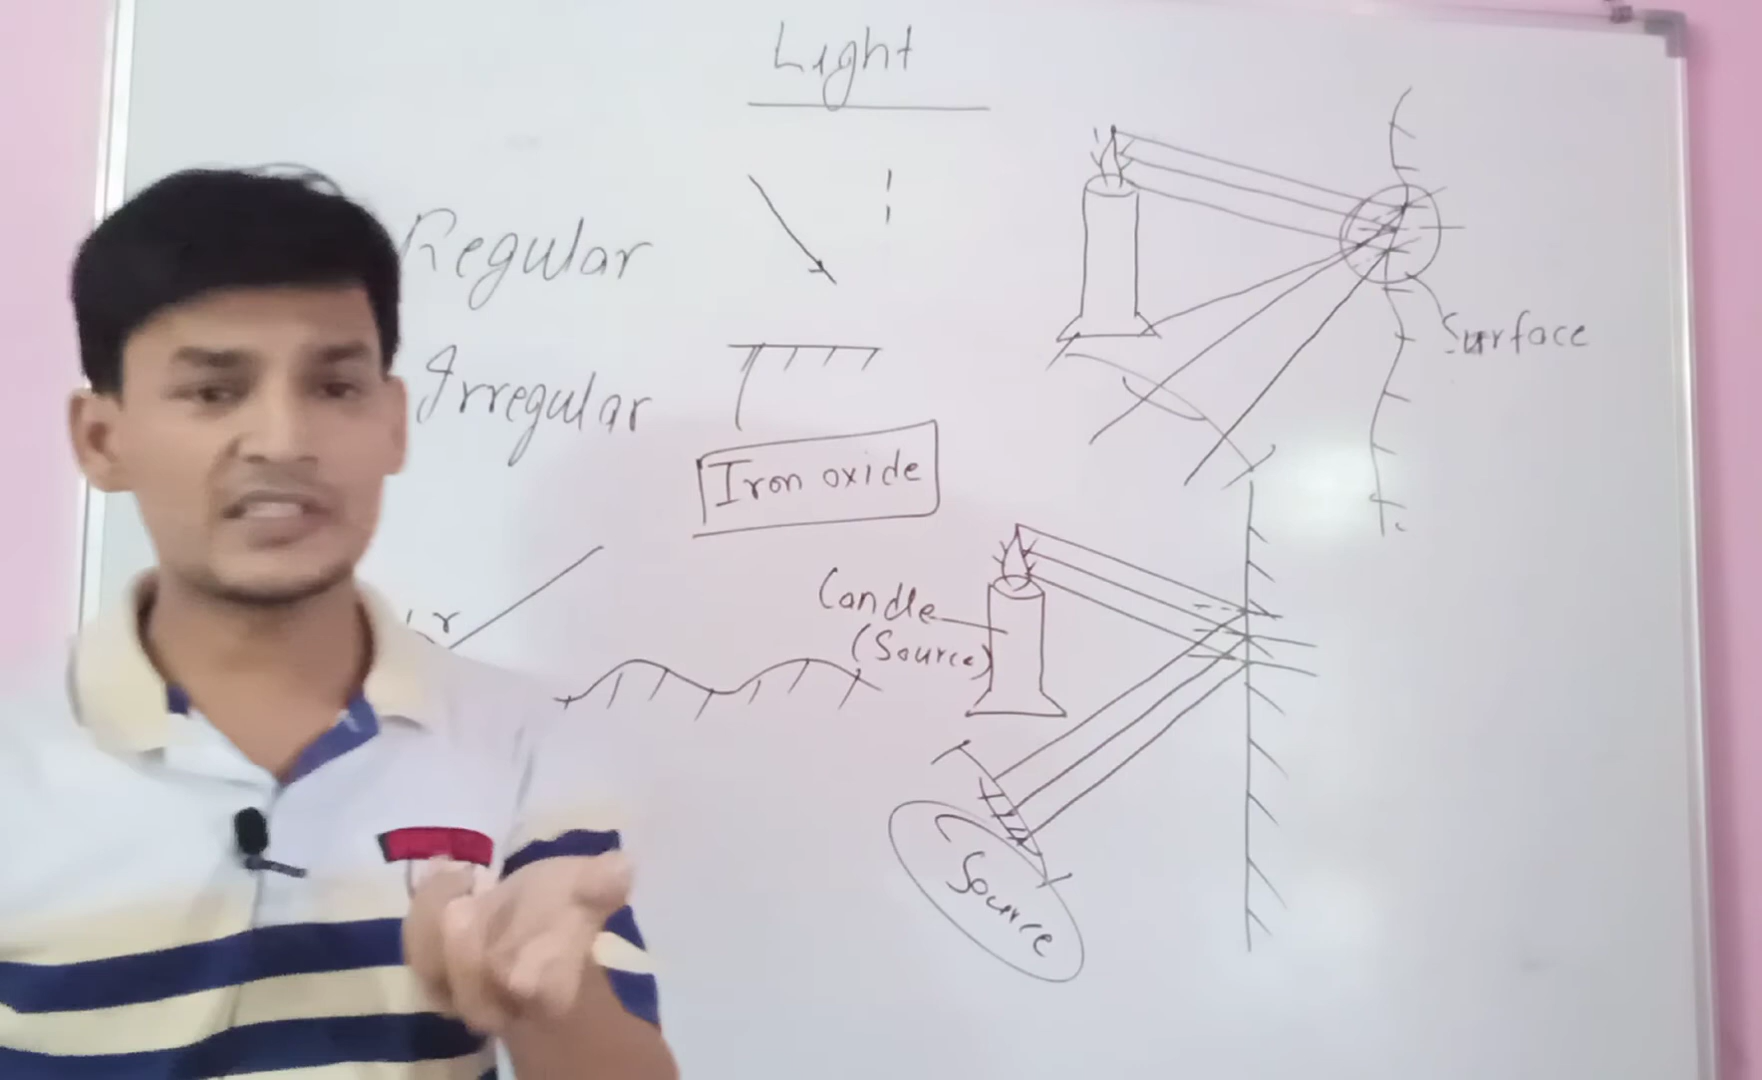 Light
Regular
Irregular
Surface
Iron oxide
Candle
(Source)
r
Source